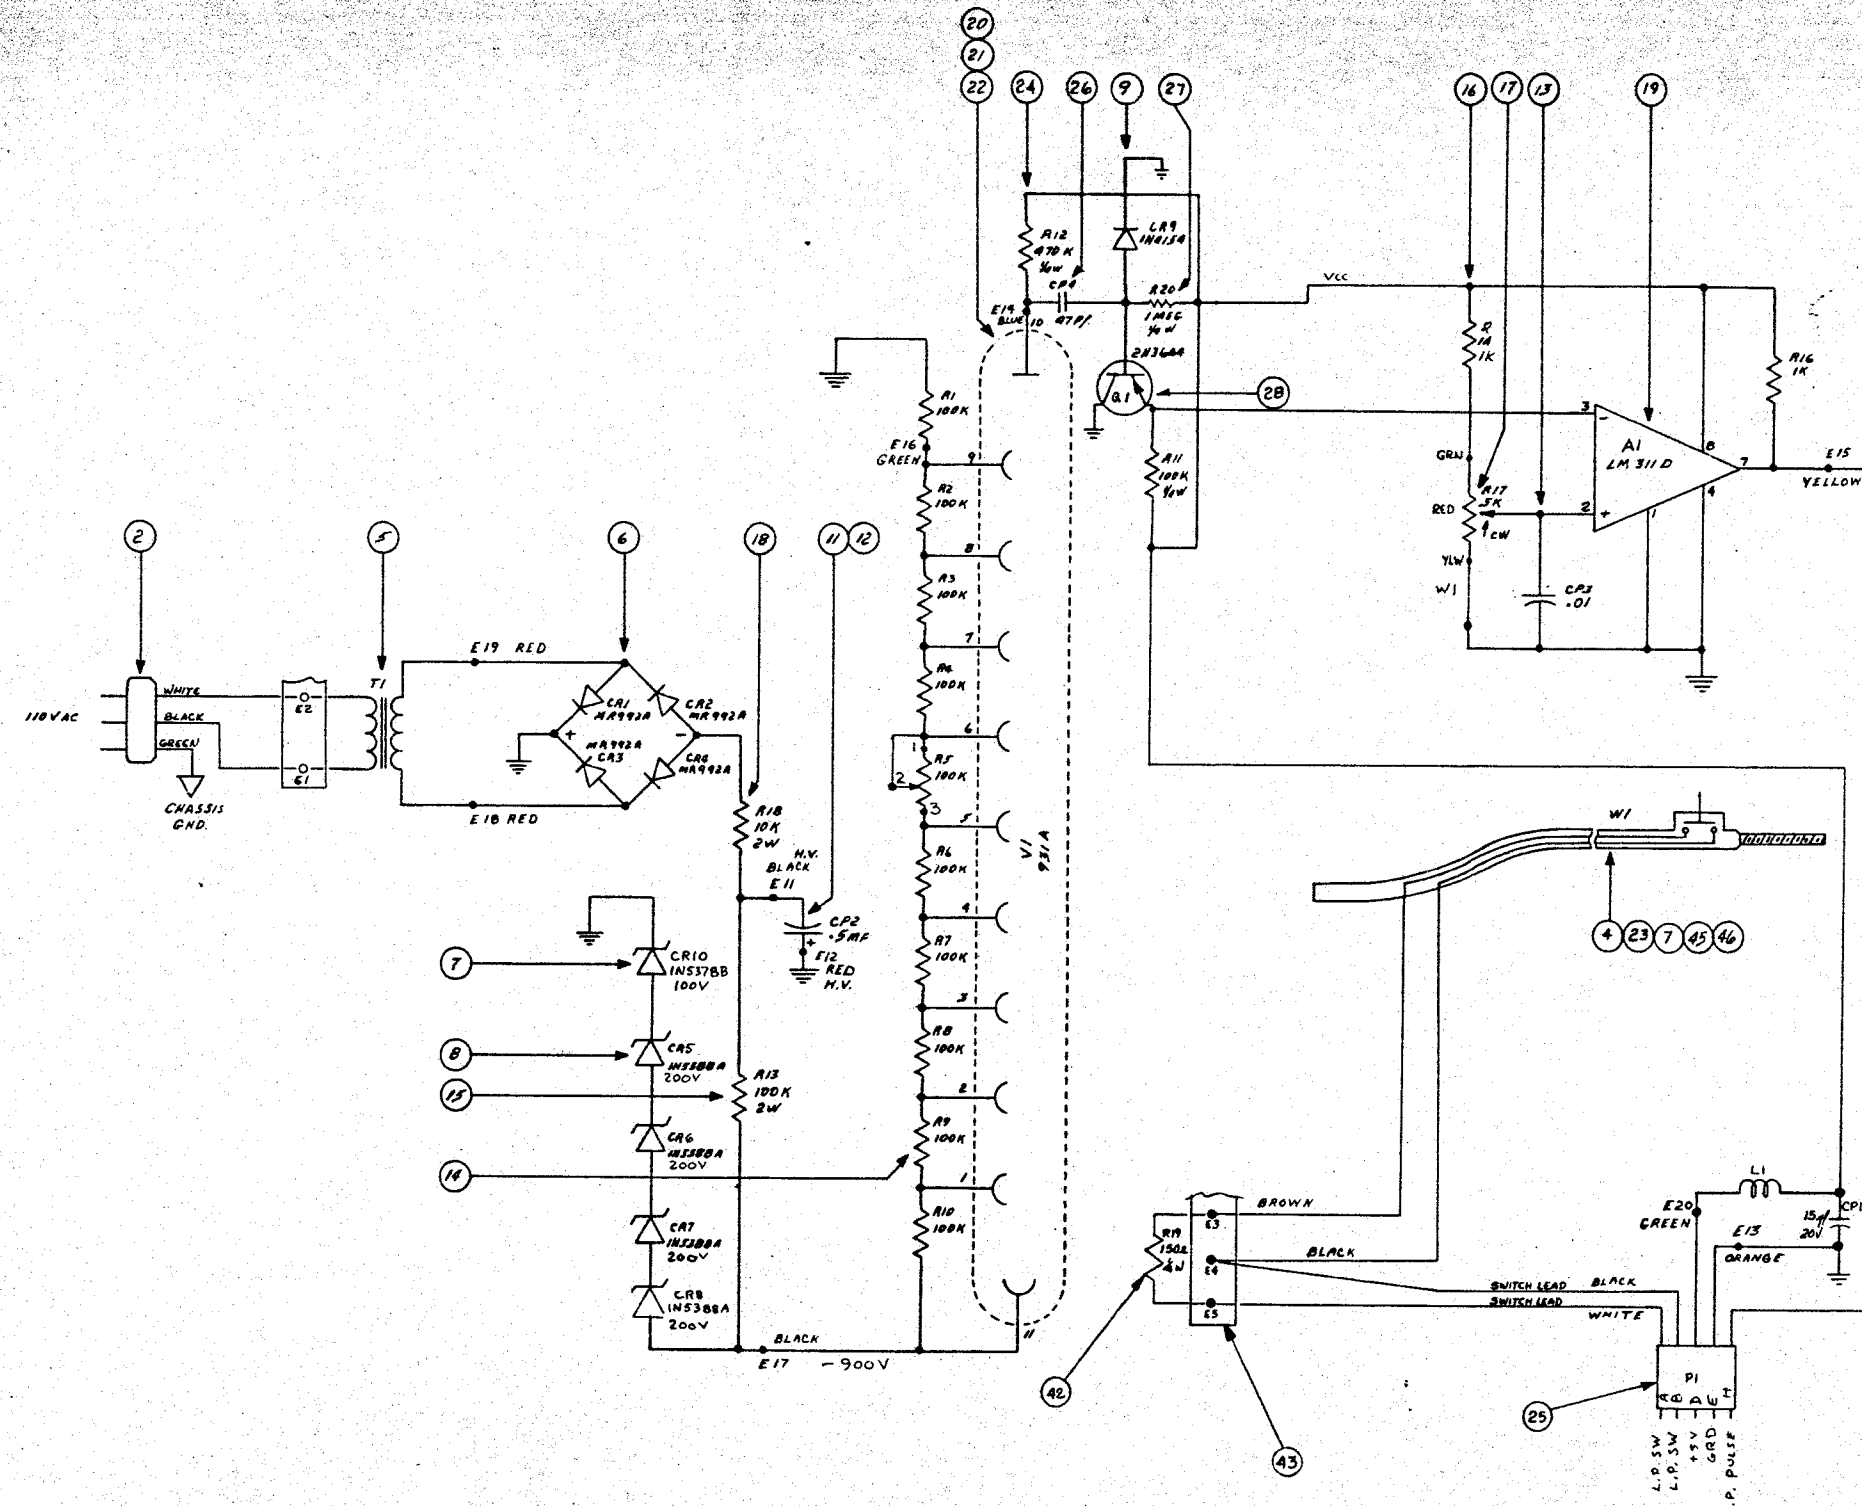 20
21
22 24 26 9 27
16 17 13 19
R12
470K
¼W
CR9
1N4154
CP4
47Pf
R20
1 MEG
¼W
E14
BLUE
10
VCC
2N3644
Q1
28
R
14
1K
R16
1K
R1
100K
E16
GREEN
9
R2
100K
8
R3
100K
7
R4
100K
6
1
R5
100K
2
3
5
R6
100K
4
R7
100K
3
R8
100K
2
R9
100K
1
R10
100K
11
V1
931A
R11
100K
¼W
3
-
A1
LM 311 D
8
7
4
1
2
+
E15
YELLOW
GRN
R17
5K
RED
CW
YLW
W1
CP3
.01
2 5 6 18 11 12
110VAC
WHITE
BLACK
GREEN
CHASSIS
GND.
E2
E1
T1
E19 RED
E18 RED
CR1
MR992A
CR2
MR992A
+ -
MR992A
CR3
CR4
MR992A
R18
10K
2W
H.V.
BLACK
E11
CP2
.5MF
+
E12
RED
H.V.
7
CR10
1N5378B
100V
8
CR5
1N5388A
200V
15
R13
100K
2W
CR6
1N5388A
200V
14
CR7
1N5388A
200V
CR8
1N5388A
200V
BLACK
E17 -900V
W1
4 23 7 45 46
BROWN
E3
R19
150Ω
¼W
BLACK
E4
SWITCH LEAD BLACK
SWITCH LEAD
WHITE
E5
42
43
L1
E20
GREEN
CP1
15µf
20V
E13
ORANGE
P1
A B D E H
25
L.P. SW
L.P. SW
+5V
GRD
.P. PULSE